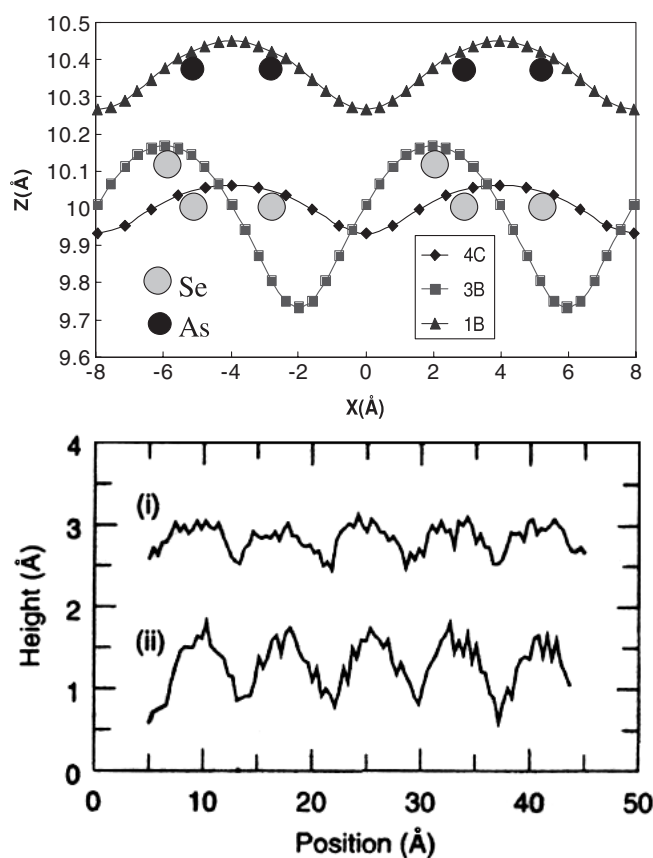 10.5
10.4
10.3
10.2
10.1
10
9.9
9.8
9.7
9.6
Z(Å)
Se
As
4C
3B
1B
-8 -6 -4 -2 0 2 4 6 8
X(Å)
4
3
2
1
0
Height (Å)
(i)
(ii)
0 10 20 30 40 50
Position (Å)